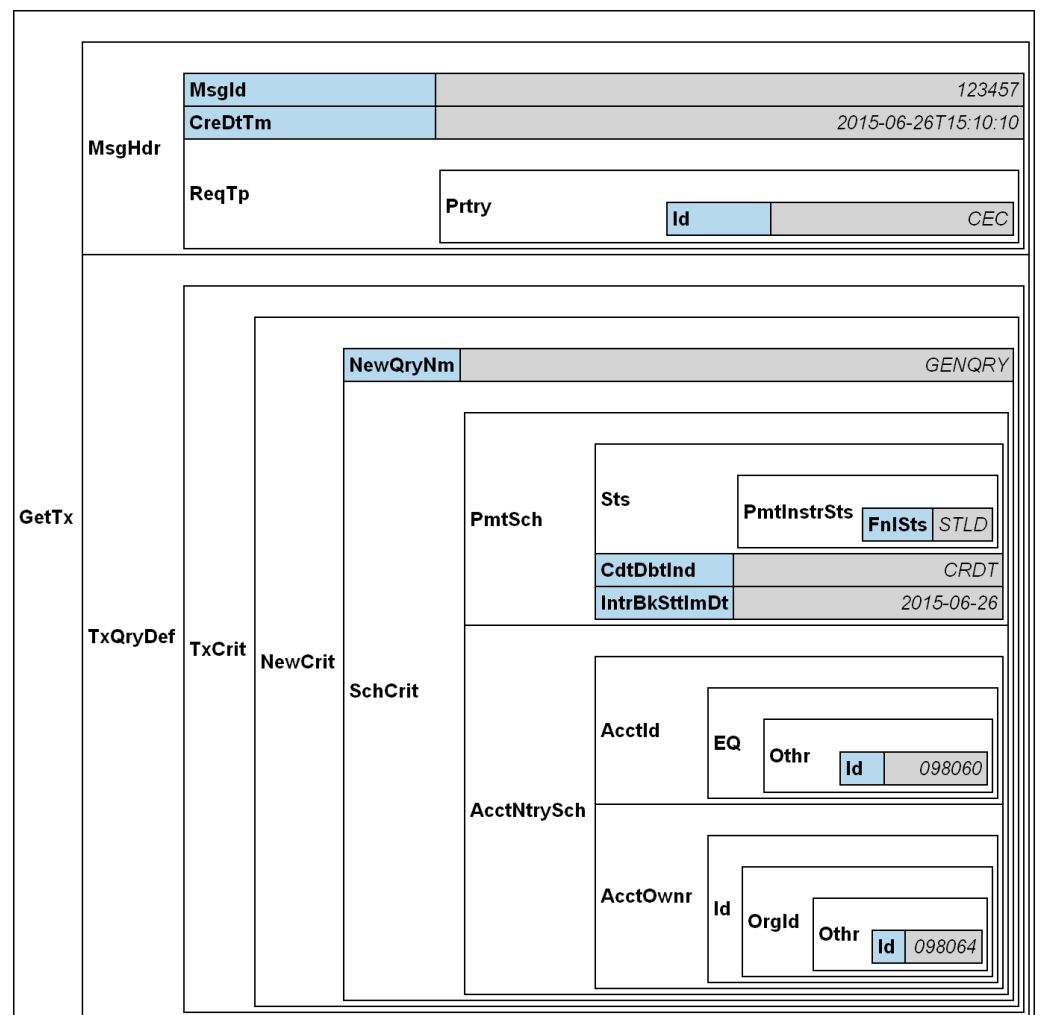 MsgId 123457
CreDtTm 2015-06-26T15:10:10
MsgHdr
ReqTp
Prtry
Id CEC
NewQryNm GENQRY
Sts
PmtInstrSts
FnlSts STLD
GetTx
PmtSch
CdtDbtInd CRDT
IntrBkSttlmDt 2015-06-26
TxQryDef
TxCrit
NewCrit
SchCrit
AcctId
EQ
Othr
Id 098060
AcctNtrySch
AcctOwnr
Id
OrgId
Othr
Id 098064